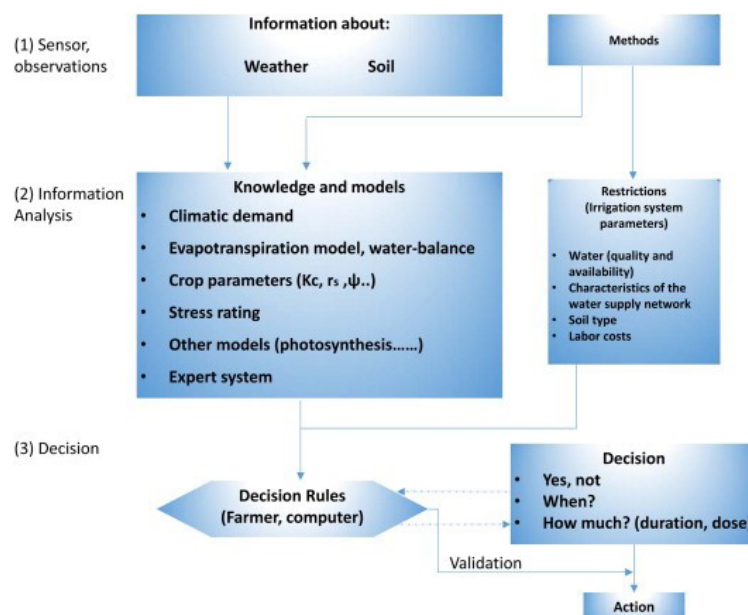 (1) Sensor,
observations
Information about:
Weather Soil
Methods
(2) Information
Analysis
Knowledge and models
• Climatic demand
• Evapotranspiration model, water-balance
• Crop parameters (Kc, rs ,ψ..)
• Stress rating
• Other models (photosynthesis......)
• Expert system
Restrictions
(Irrigation system
parameters)
• Water (quality and
availability)
• Characteristics of the
water supply network
• Soil type
• Labor costs
(3) Decision
Decision Rules
(Farmer, computer)
Decision
• Yes, not
• When?
• How much? (duration, dose)
Validation
Action